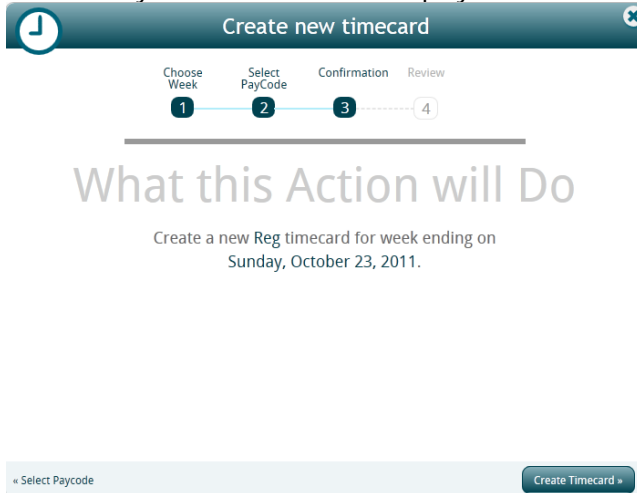 Create new timecard
Choose Week
Select PayCode
Confirmation
Review
1
2
3
4
What this Action will Do
Create a new Reg timecard for week ending on
Sunday, October 23, 2011.
« Select Paycode
Create Timecard »